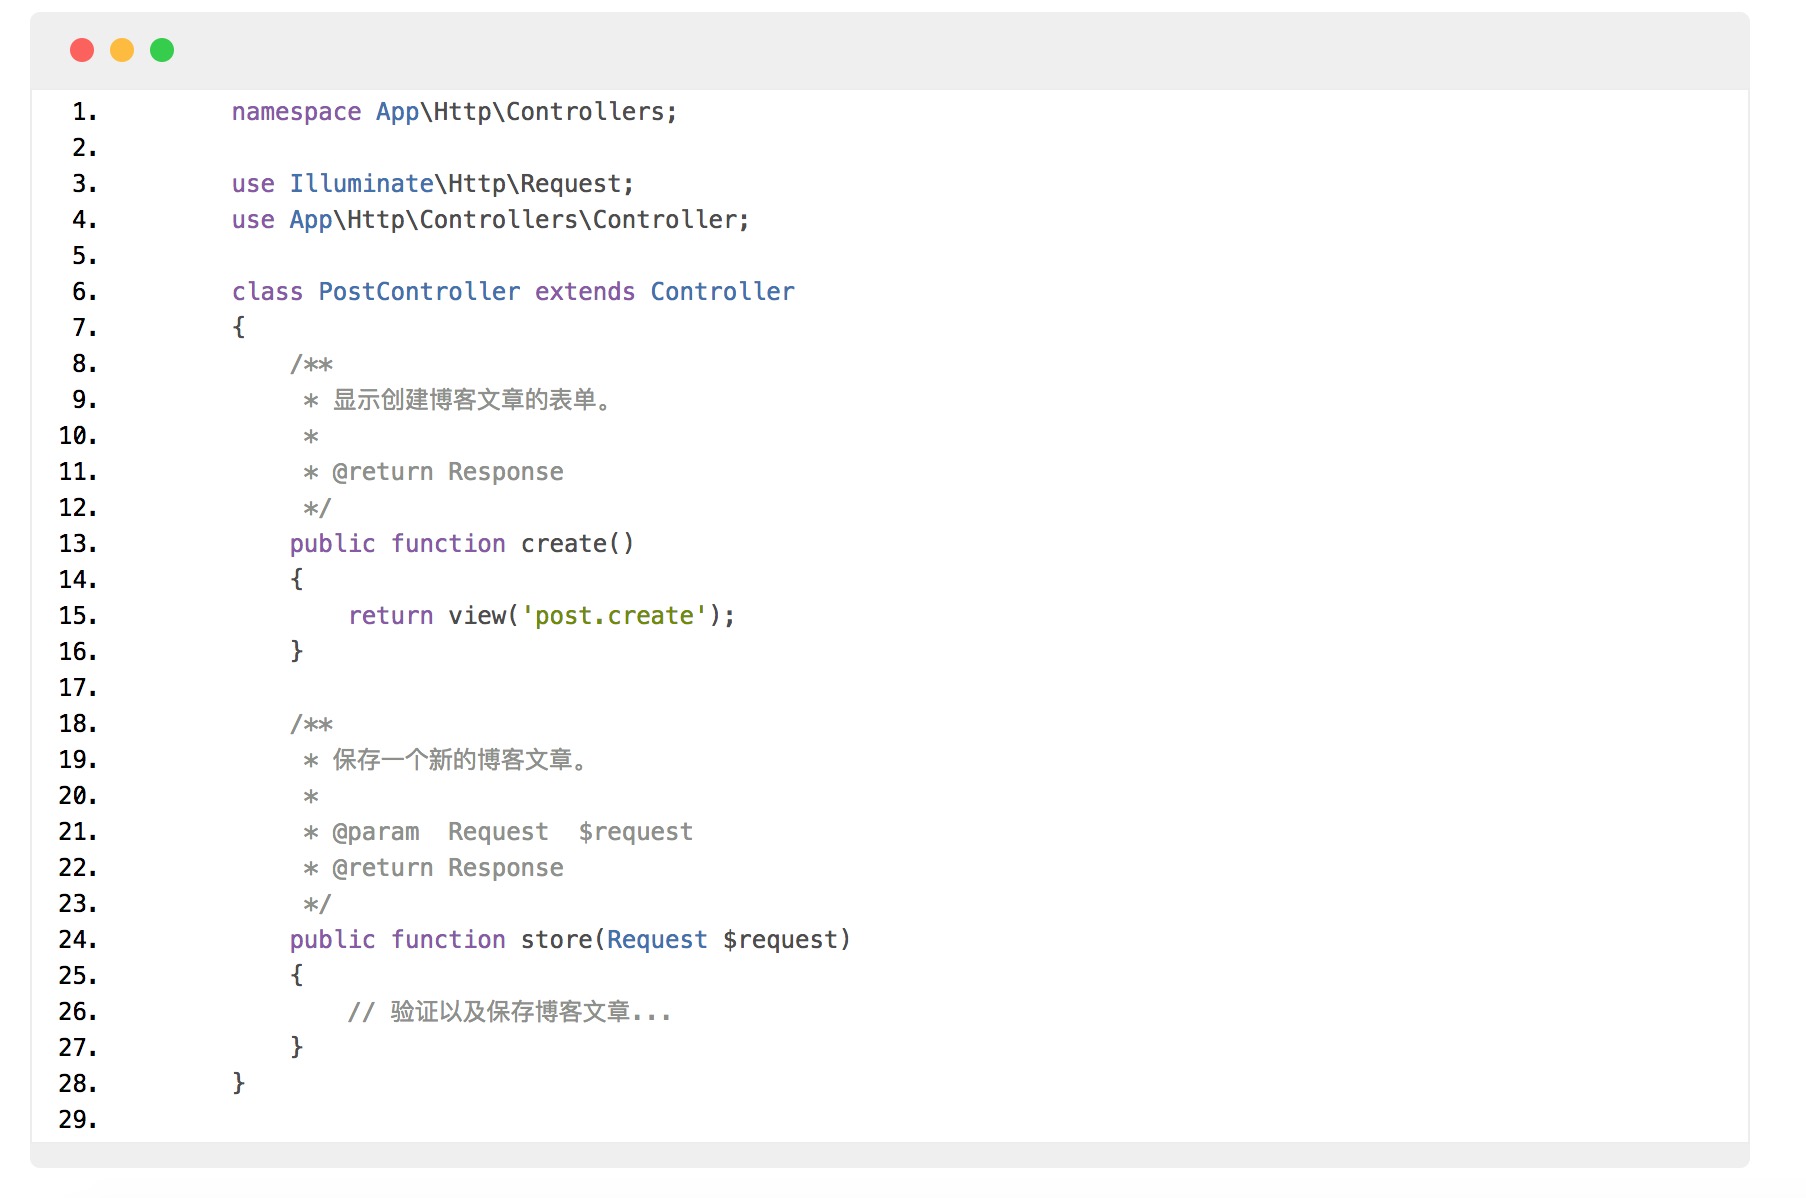 1. namespace App\Http\Controllers;
2.
3. use Illuminate\Http\Request;
4. use App\Http\Controllers\Controller;
5.
6. class PostController extends Controller
7. {
8.     /**
9.      * 显示创建博客文章的表单。
10.      *
11.      * @return Response
12.      */
13.     public function create()
14.     {
15.         return view('post.create');
16.     }
17.
18.     /**
19.      * 保存一个新的博客文章。
20.      *
21.      * @param  Request  $request
22.      * @return Response
23.      */
24.     public function store(Request $request)
25.     {
26.         // 验证以及保存博客文章...
27.     }
28. }
29.